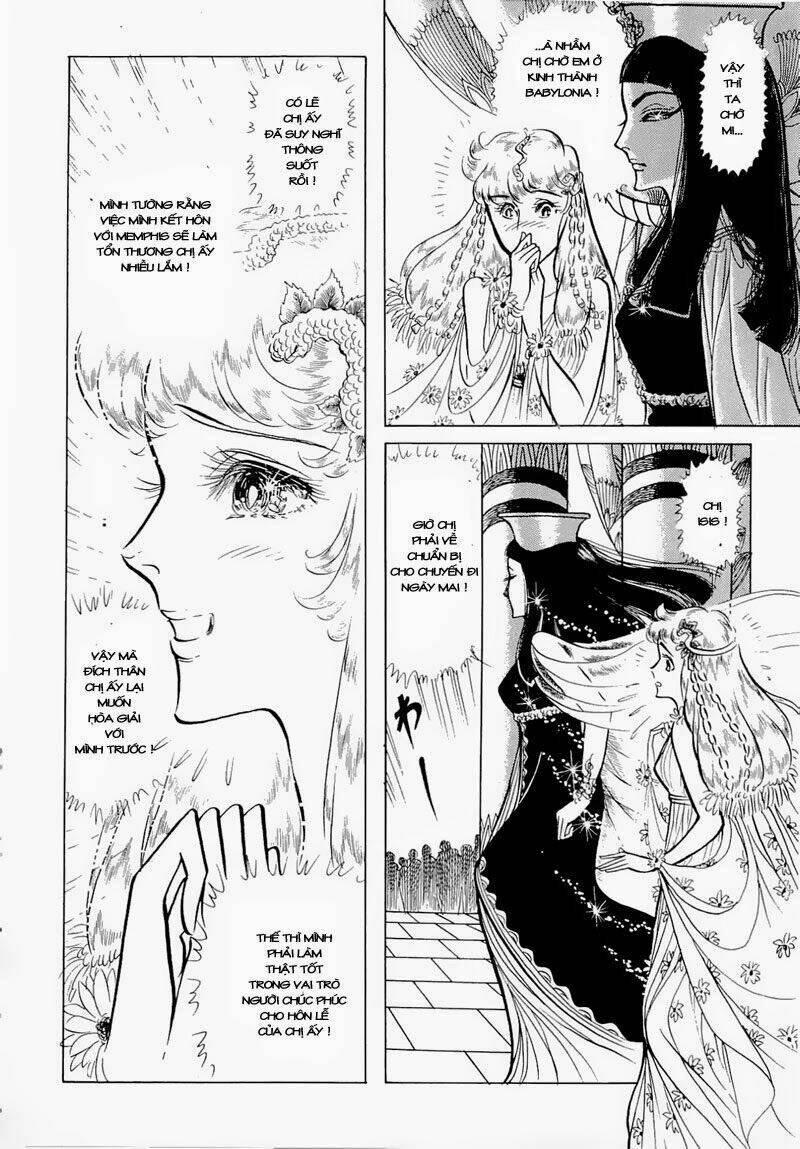 VẬY
THÌ
TA
CHỜ
MI...
...À NHẦM
CHỊ CHỜ EM Ở
KINH THÀNH
BABYLONIA !
CHỊ
ISIS !
GIỜ CHỊ
PHẢI VỀ
CHUẨN BỊ
CHO CHUYẾN ĐI
NGÀY MAI !
わー
CÓ LẼ
CHỊ ẤY
ĐÃ SUY NGHĨ
THÔNG
SUỐT
RỒI !
MÌNH TƯỞNG RẰNG
VIỆC MÌNH KẾT HÔN
VỚI MEMPHIS SẼ LÀM
TỔN THƯƠNG CHỊ ẤY
NHIỀU LẮM !
VẬY MÀ
ĐÍCH THÂN
CHỊ ẤY LẠI
MUỐN
HÒA GIẢI
VỚI
MÌNH TRƯỚC !
THẾ THÌ MÌNH
PHẢI LÀM
THẬT TỐT
TRONG VAI TRÒ
NGƯỜI CHÚC PHÚC
CHO HÔN LỄ
CỦA CHỊ ẤY !